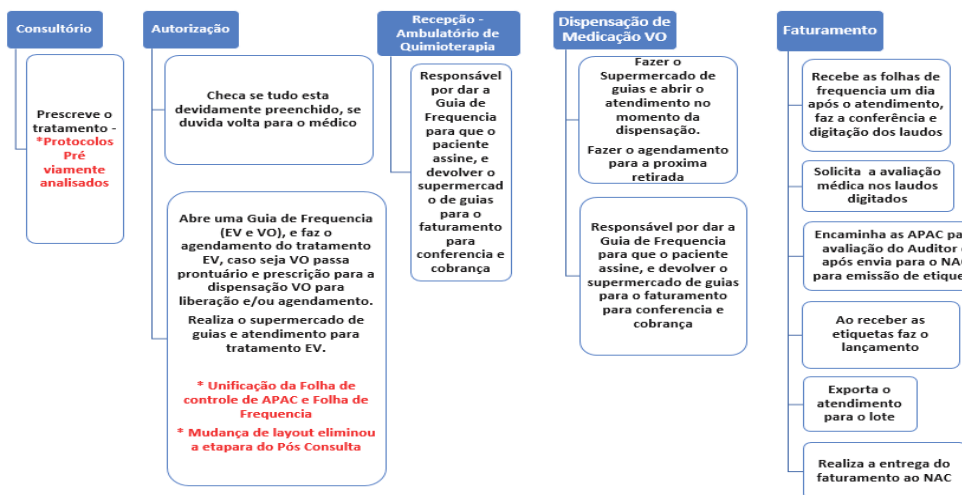 Consultório
Prescreve o
tratamento -
*Protocolos
Pré
viamente
analisados
Autorização
Checa se tudo esta
devidamente preenchido, se
duvida volta para o médico
Abre uma Guia de Frequencia
(EV e VO), e faz o
agendamento do tratamento
EV, caso seja VO passa
prontuário e prescrição para a
dispensação VO para
liberação e/ou agendamento.
Realiza o supermercado de
guias e atendimento para
tratamento EV.
* Unificação da Folha de
controle de APAC e Folha de
Frequencia
* Mudança de layout eliminou
a etapara do Pós Consulta
Recepção -
Ambulatório de
Quimioterapia
Responsável
por dar a
Guia de
Frequencia
para que o
paciente
assine, e
devolver o
supermercad
o de guias
para o
faturamento
para
conferencia e
cobrança
Dispensação de
Medicação VO
Fazer o
Supermercado de
guias e abrir o
atendimento no
momento da
dispensação.
Fazer o agendamento
para a proxima
retirada
Responsável por dar a
Guia de Frequencia
para que o paciente
assine, e devolver o
supermercado de guias
para o faturamento
para conferencia e
cobrança
Faturamento
Recebe as folhas de
frequencia um dia
após o atendimento,
faz a conferência e
digitação dos laudos
Solicita a avaliação
médica nos laudos
digitados
Encaminha as APAC
avaliação do Auditor
após envia para o
para emissão de
Ao receber as
etiquetas faz o
lançamento
Exporta o
atendimento
para o lote
Realiza a entrega do
faturamento ao NAC